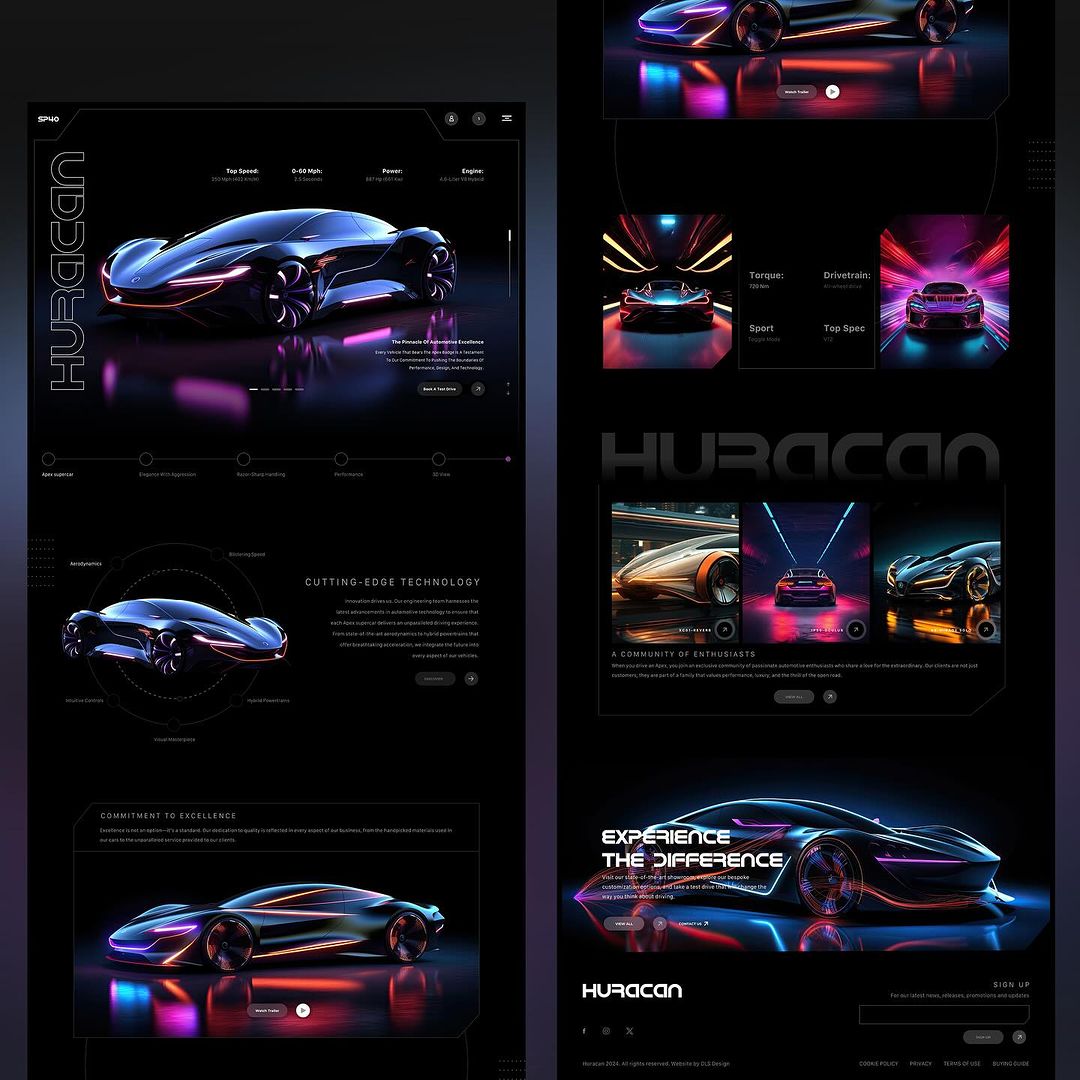 SP40
1
HURACAN
Top Speed:
0-60 Mph:
Power:
Engine:
250 Mph (402 Km/H)
2.5 Seconds
887 Hp (661 Kw)
4.0-Liter V8 Hybrid
The Pinnacle Of Automotive Excellence
Every Vehicle That Bears The Apex Badge Is A Testament
To Our Commitment To Pushing The Boundaries Of
Performance, Design, And Technology.
Book A Test Drive
Apex supercar
Elegance With Aggression
Razor-Sharp Handling
Performance
3D View
Aerodynamics
Blistering Speed
Intuitive Controls
Hybrid Powertrains
Visual Masterpiece
CUTTING-EDGE TECHNOLOGY
Innovation drives us. Our engineering team harnesses the
latest advancements in automotive technology to ensure that
each Apex supercar delivers an unparalleled driving experience.
From state-of-the-art aerodynamics to hybrid powertrains that
offer breathtaking acceleration, we integrate the future into
every aspect of our vehicles.
DISCOVER
COMMITMENT TO EXCELLENCE
Excellence is not an option—it's a standard. Our dedication to quality is reflected in every aspect of our business, from the handpicked materials used in
our cars to the unparalleled service provided to our clients.
Watch Trailer
Watch Trailer
Torque:
720 Nm
Drivetrain:
All-wheel drive
Sport
Toggle Mode
Top Spec
V12
HURACAN
A COMMUNITY OF ENTHUSIASTS
When you drive an Apex, you join an exclusive community of passionate automotive enthusiasts who share a love for the extraordinary. Our clients are not just
customers; they are part of a family that values performance, luxury, and the thrill of the open road.
VIEW ALL
EXPERIENCE
THE DIFFERENCE
Visit our state-of-the-art showroom, explore our bespoke
customization options, and take a test drive that will change the
way you think about driving.
VIEW ALL
CONTACT US
HURACAN
SIGN UP
For our latest news, releases, promotions and updates
SIGN UP
Huracan 2024. All rights reserved. Website by DLS Design
COOKIE POLICY
PRIVACY
TERMS OF USE
BUYING GUIDE